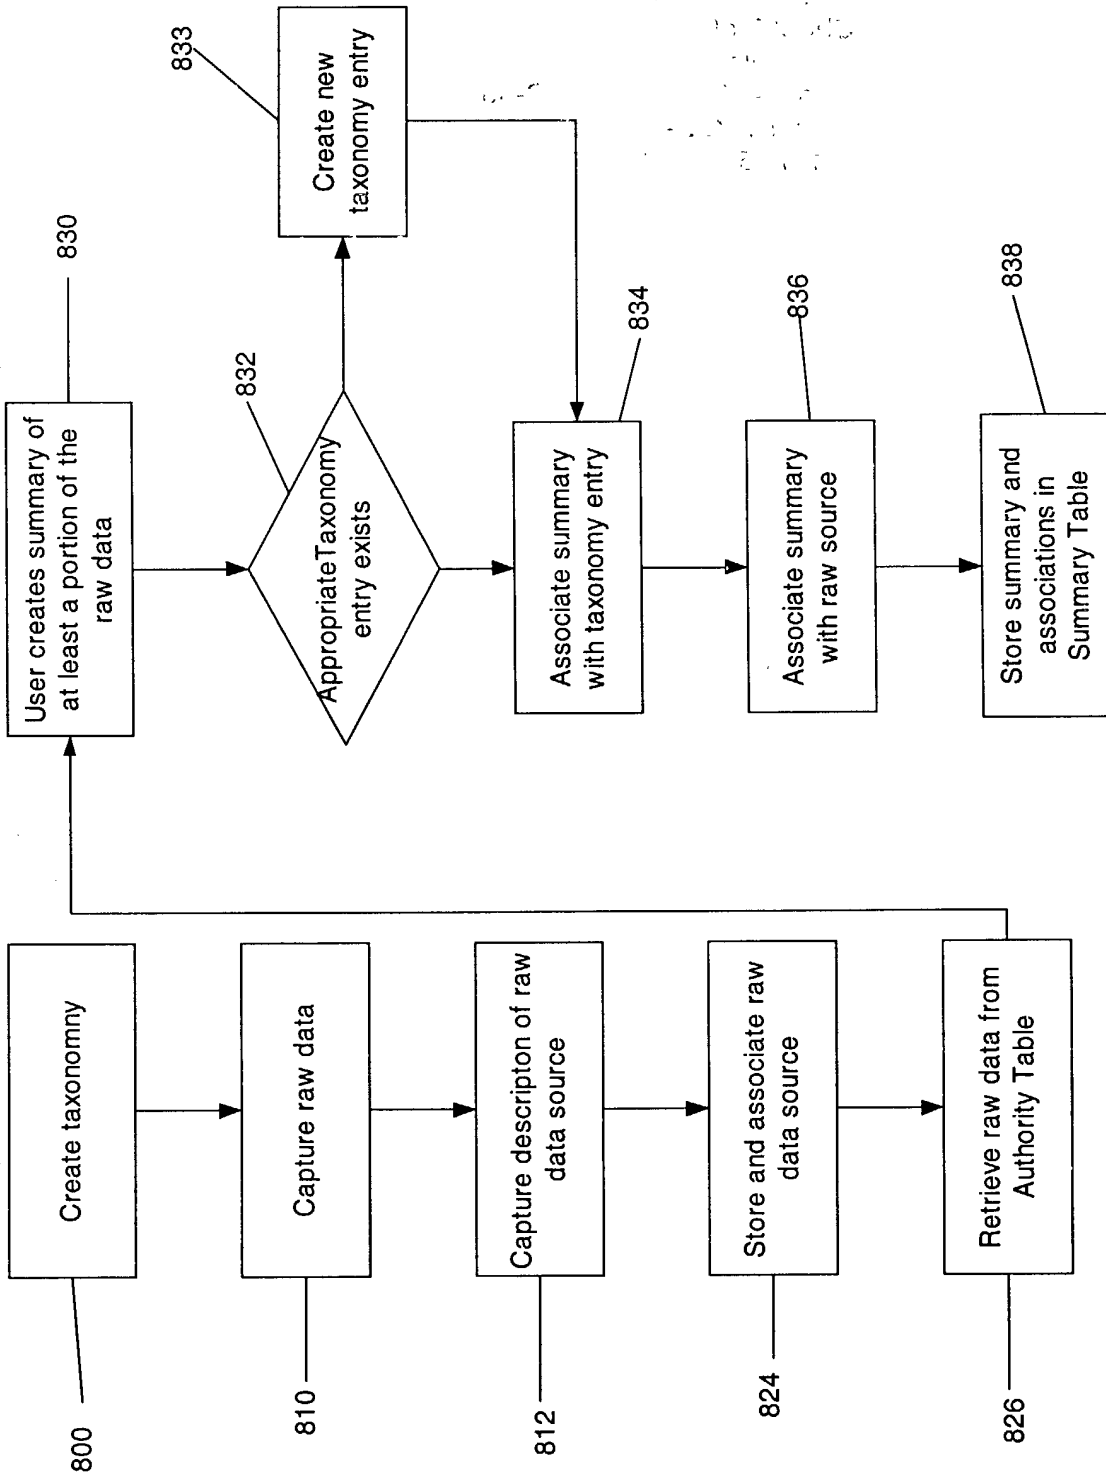 800
Create taxonomny
810
Capture raw data
812
Capture descripton of raw
data source
824
Store and associate raw
data source
826
Retrieve raw data from
Authority Table
830
User creates summary of
at least a portion of the
raw data
832
AppropriateTaxonomy
entry exists
833
Create new
taxonomy entry
834
Associate summary
with taxonomy entry
836
Associate summary
with raw source
838
Store summary and
associations in
Summary Table